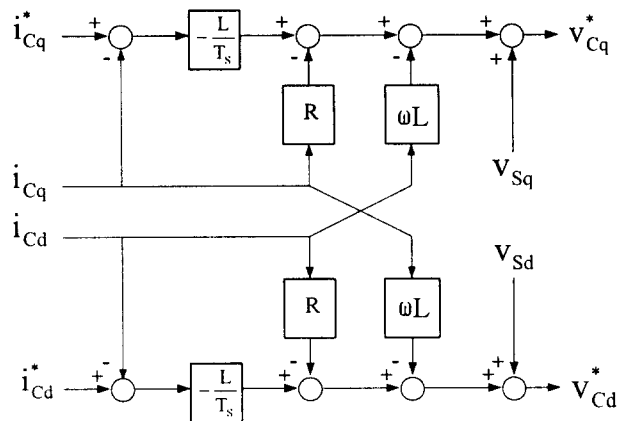 i*Cq + - -L/Ts + - + - + + v*Cq
R ωL
iCq vSq
iCd vSd
R ωL
i*Cd + - -L/Ts + - + - + + v*Cd